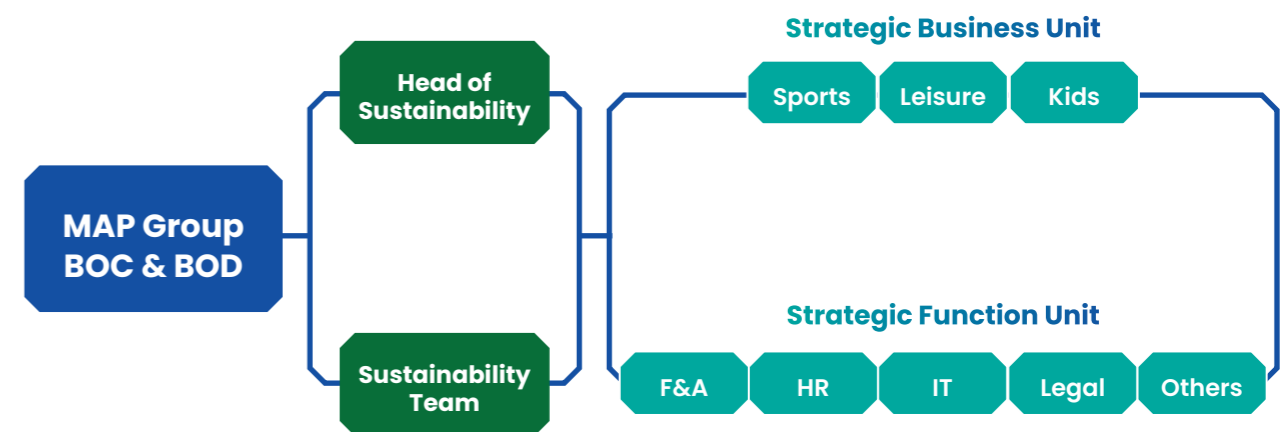 MAP Group
BOC & BOD
Head of
Sustainability
Sustainability
Team
Strategic Business Unit
Sports
Leisure
Kids
Strategic Function Unit
F&A
HR
IT
Legal
Others